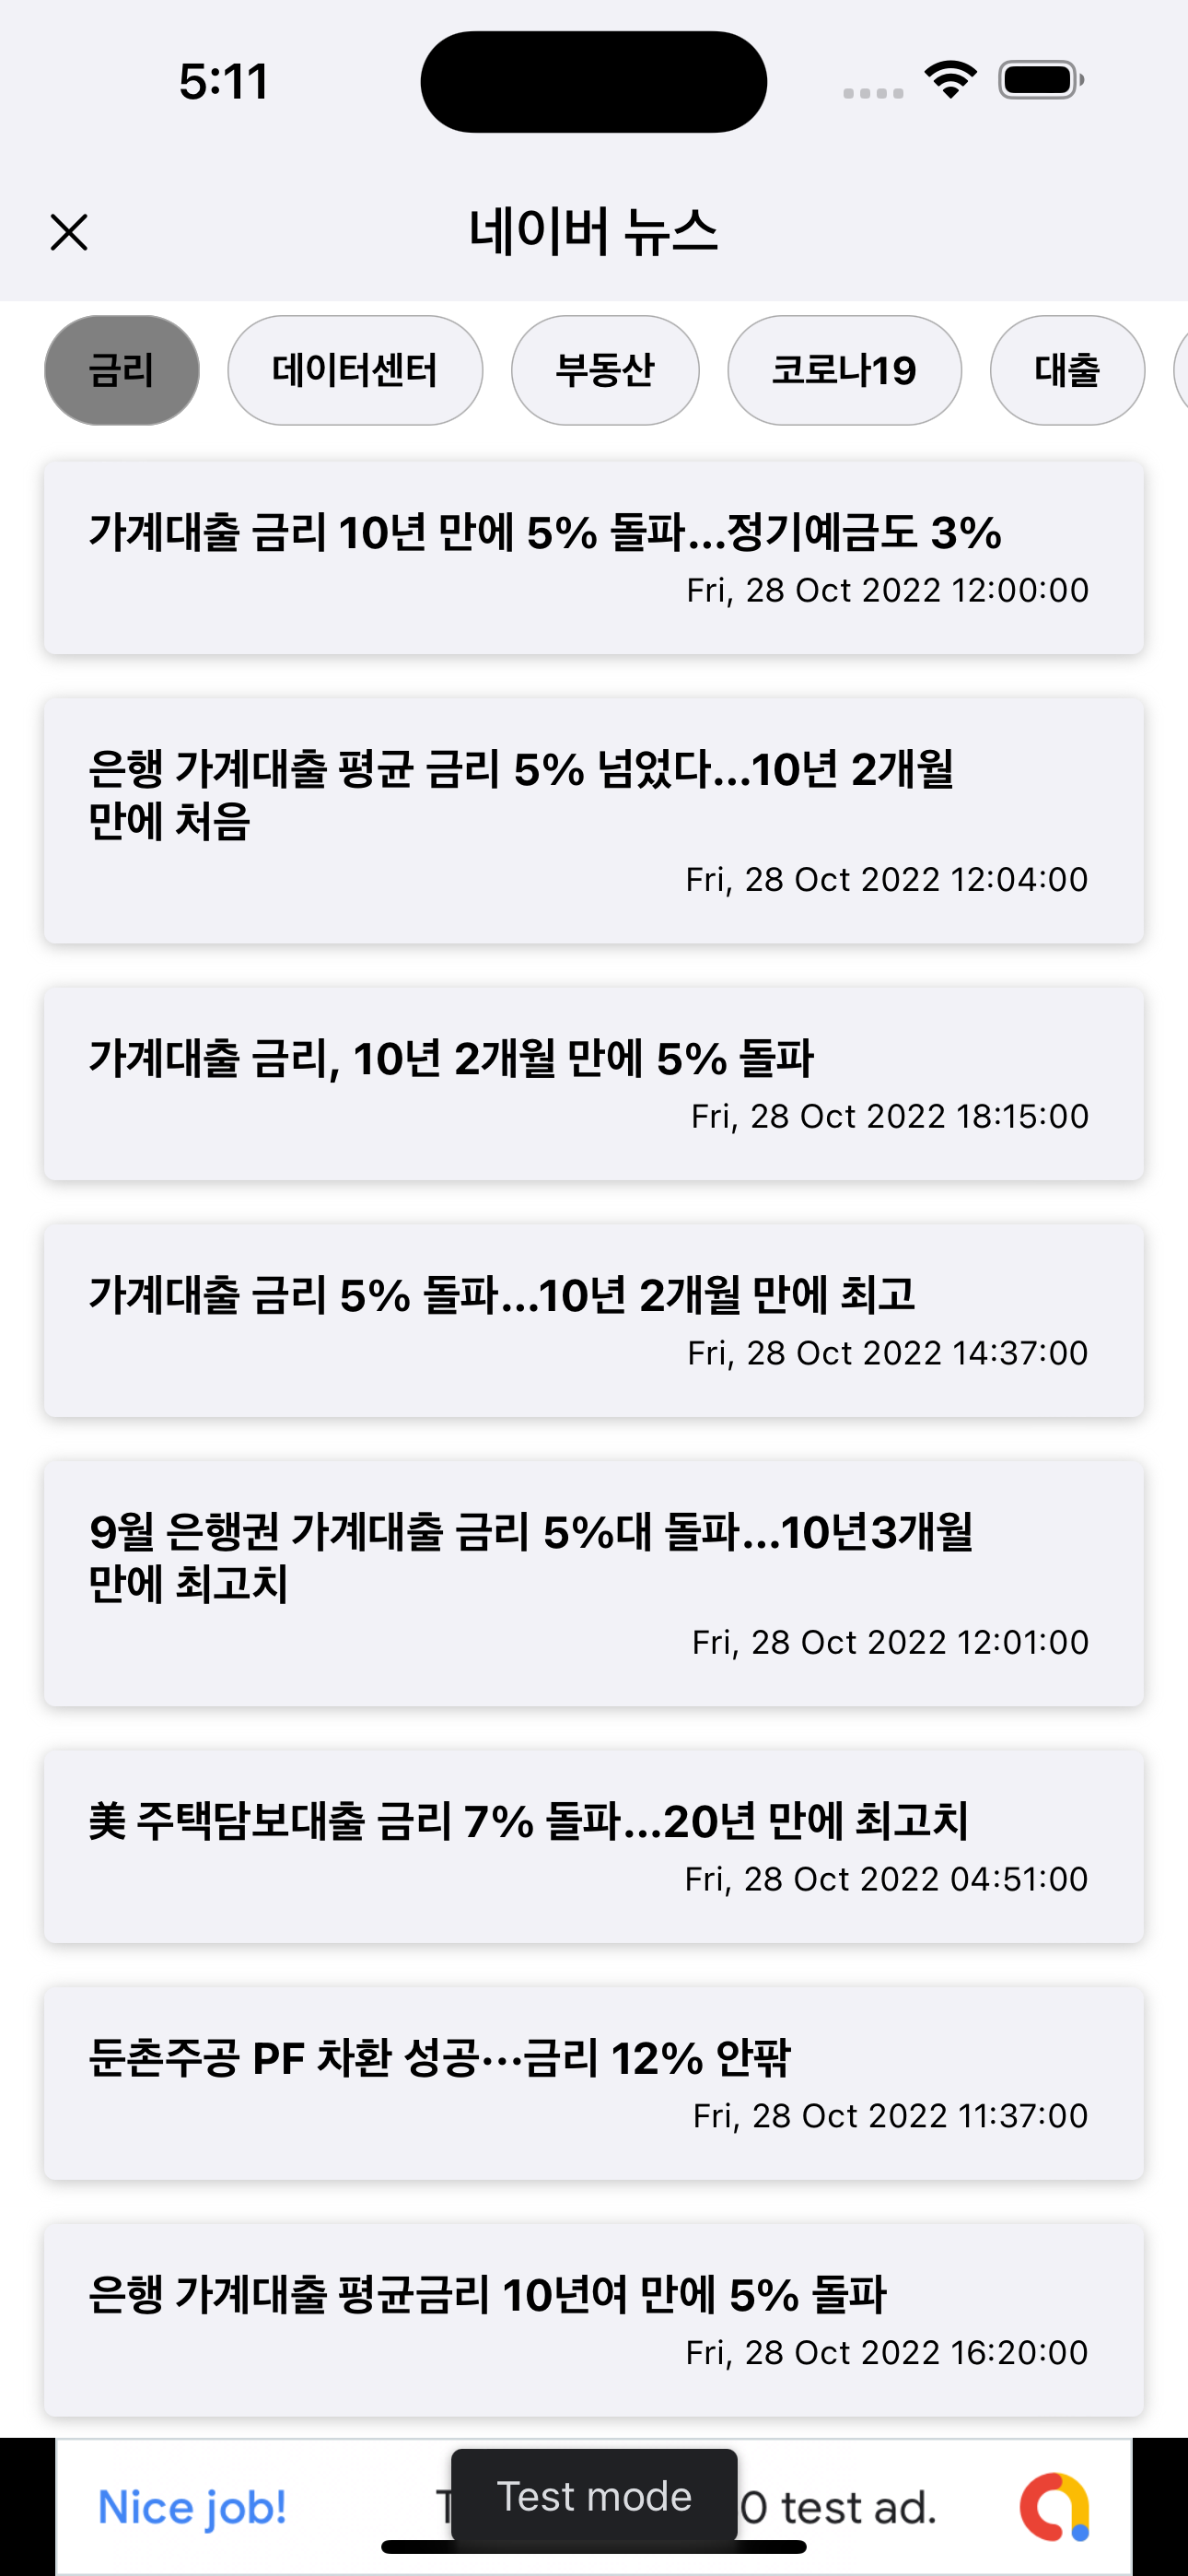 5:11
네이버 뉴스
금리 데이터센터 부동산 코로나19 대출
가계대출 금리 10년 만에 5% 돌파...정기예금도 3%
Fri, 28 Oct 2022 12:00:00
은행 가계대출 평균 금리 5% 넘었다...10년 2개월
만에 처음
Fri, 28 Oct 2022 12:04:00
가계대출 금리, 10년 2개월 만에 5% 돌파
Fri, 28 Oct 2022 18:15:00
가계대출 금리 5% 돌파...10년 2개월 만에 최고
Fri, 28 Oct 2022 14:37:00
9월 은행권 가계대출 금리 5%대 돌파...10년3개월
만에 최고치
Fri, 28 Oct 2022 12:01:00
美 주택담보대출 금리 7% 돌파...20년 만에 최고치
Fri, 28 Oct 2022 04:51:00
둔촌주공 PF 차환 성공···금리 12% 안팎
Fri, 28 Oct 2022 11:37:00
은행 가계대출 평균금리 10년여 만에 5% 돌파
Fri, 28 Oct 2022 16:20:00
Test mode
Nice job! 0 test ad.